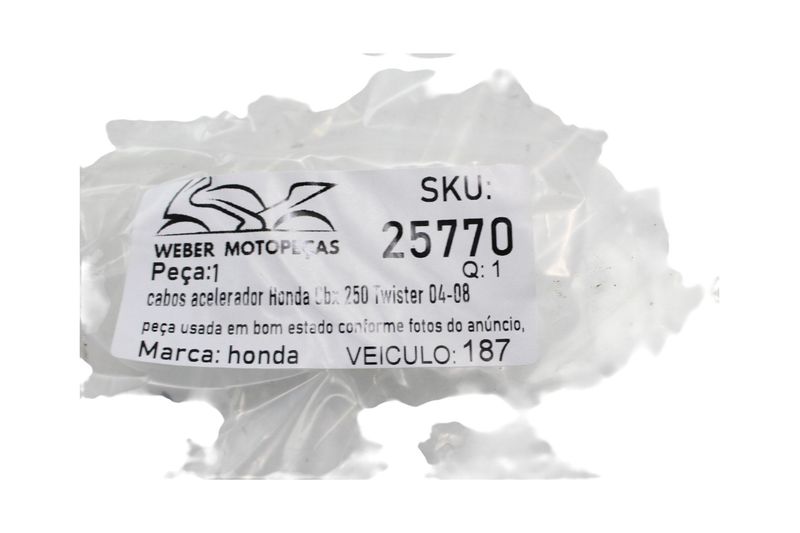 WEBER MOTOPEÇAS
SKU:
25770
Peça:1
Q: 1
cabos acelerador Honda Cbx 250 Twister 04-08
peça usada em bom estado conforme fotos do anúncio,
Marca: honda
VEICULO: 187